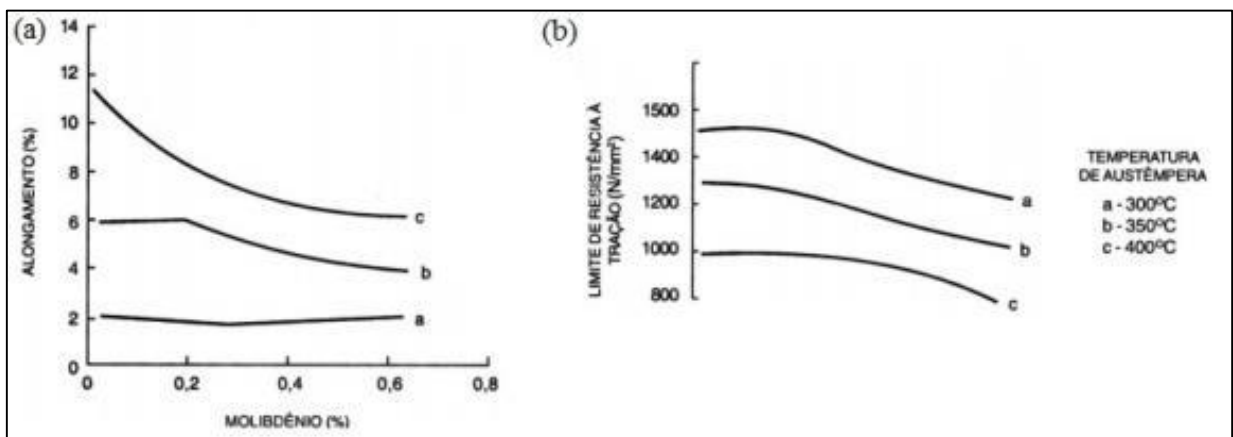 (a)
14
12
10
8
6
4
2
0
ALONGAMENTO (%)
c
b
a
0
0,2
0,4
0,6
0,8
MOLIBDÊNIO (%)
(b)
1500
1400
1200
1000
800
LIMITE DE RESISTÊNCIA À
TRAÇÃO (N/mm²)
a
b
c
TEMPERATURA
DE AUSTÊMPERA
a - 300ºC
b - 350ºC
c - 400ºC